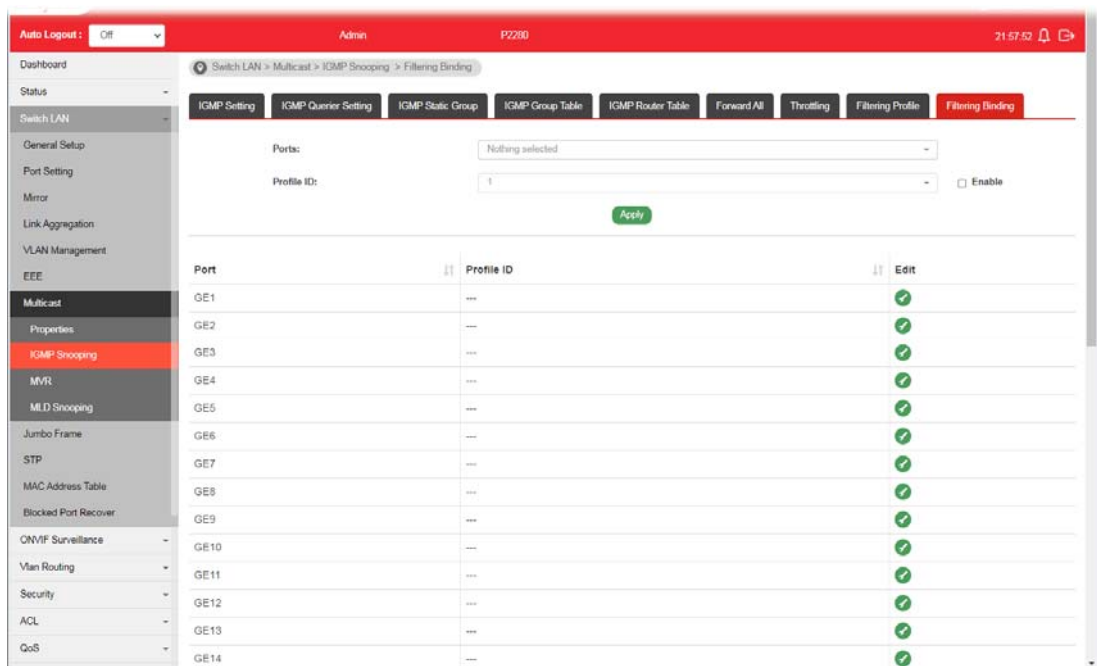 Auto Logout : Off Admin P2280 21:57:52
Dashboard
Status
Switch LAN
General Setup
Port Setting
Mirror
Link Aggregation
VLAN Management
EEE
Multicast
Properties
IGMP Snooping
MVR
MLD Snooping
Jumbo Frame
STP
MAC Address Table
Blocked Port Recover
ONVIF Surveillance
Vlan Routing
Security
ACL
QoS
Switch LAN > Multicast > IGMP Snooping > Filtering Binding
IGMP Setting IGMP Querier Setting IGMP Static Group IGMP Group Table IGMP Router Table Forward All Throttling Filtering Profile Filtering Binding
Ports: Nothing selected
Profile ID: 1 Enable
Apply
Port Profile ID Edit
GE1 ---
GE2 ---
GE3 ---
GE4 ---
GE5 ---
GE6 ---
GE7 ---
GE8 ---
GE9 ---
GE10 ---
GE11 ---
GE12 ---
GE13 ---
GE14 ---